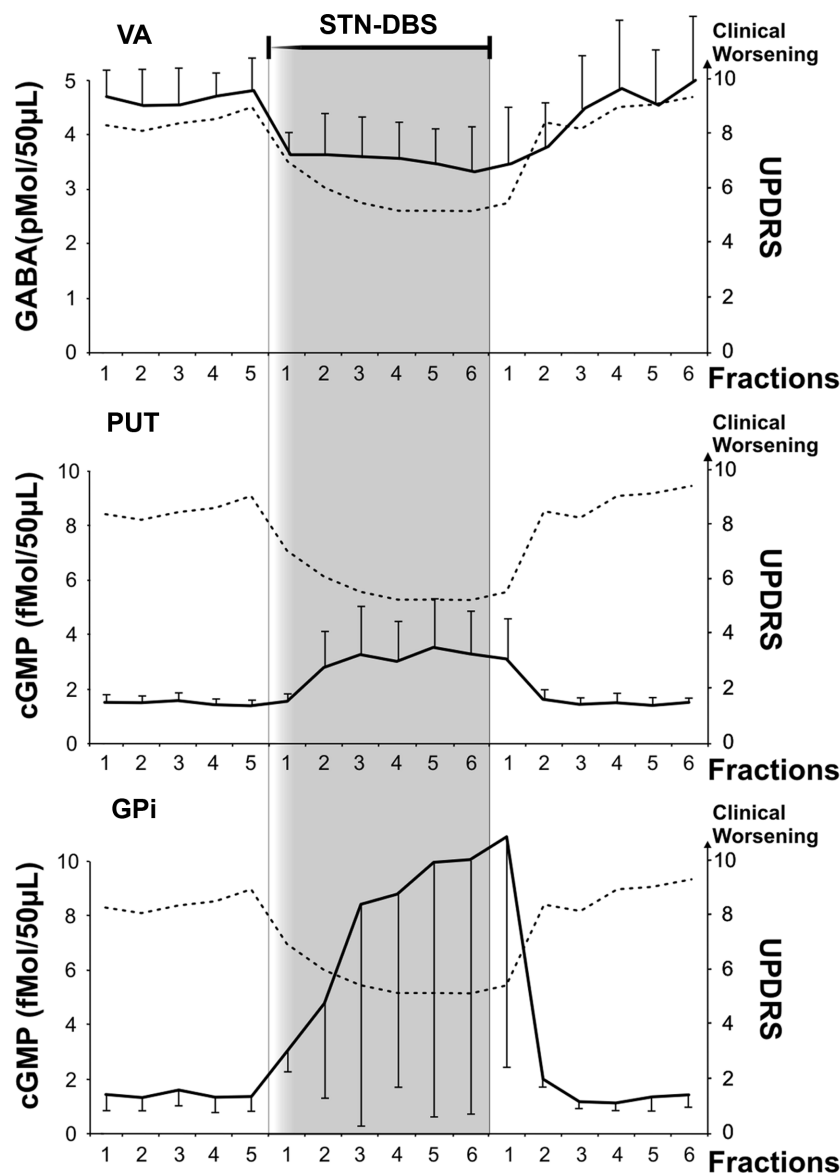 VA
STN-DBS
Clinical
Worsening
GABA(pMol/50µL)
5
4
3
2
1
0
10
8
6
4
2
0
UPDRS
1 2 3 4 5 1 2 3 4 5 6 1 2 3 4 5 6 Fractions
PUT
Clinical
Worsening
cGMP (fMol/50µL)
10
8
6
4
2
0
10
8
6
4
2
0
UPDRS
1 2 3 4 5 1 2 3 4 5 6 1 2 3 4 5 6 Fractions
GPi
Clinical
Worsening
cGMP (fMol/50µL)
10
8
6
4
2
0
10
8
6
4
2
0
UPDRS
1 2 3 4 5 1 2 3 4 5 6 1 2 3 4 5 6 Fractions